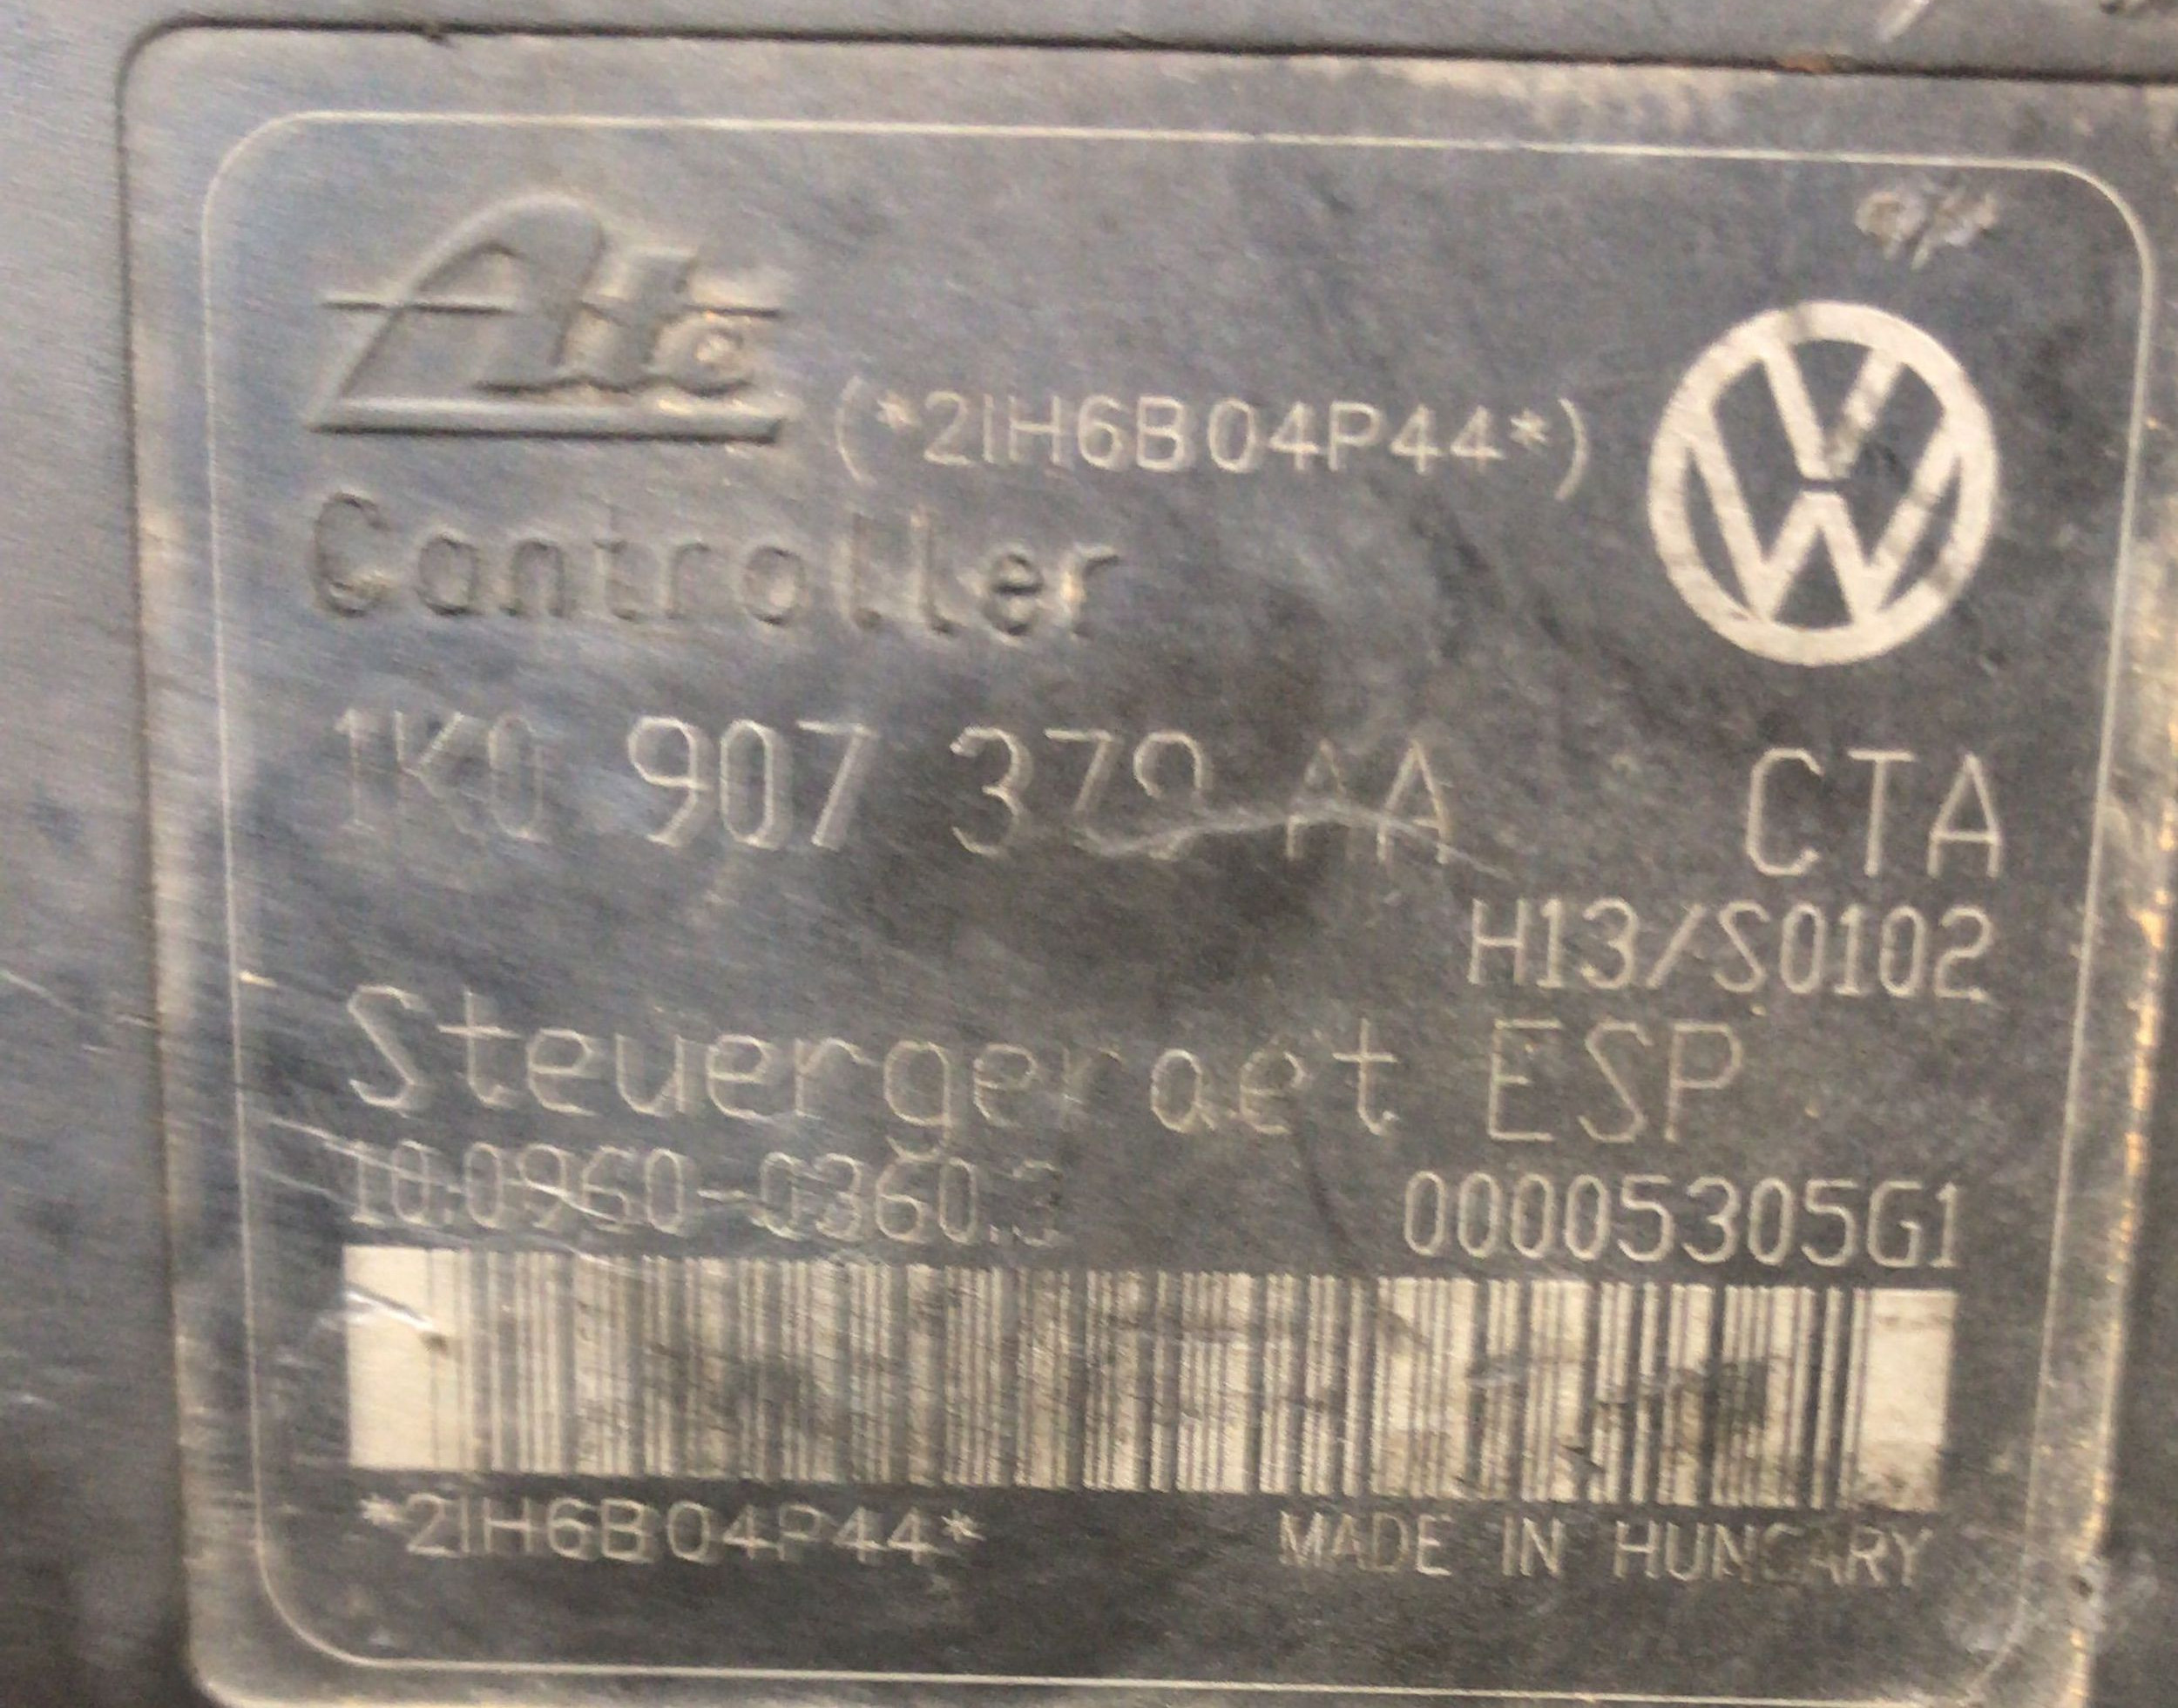 Ate
(*2IH6B04P44*)
Controller
1K0 907 379 AA CTA
H13/S0102
Steuergeraet ESP
10.0960-0360.3 00005305G1
*2IH6B04P44* MADE IN HUNGARY